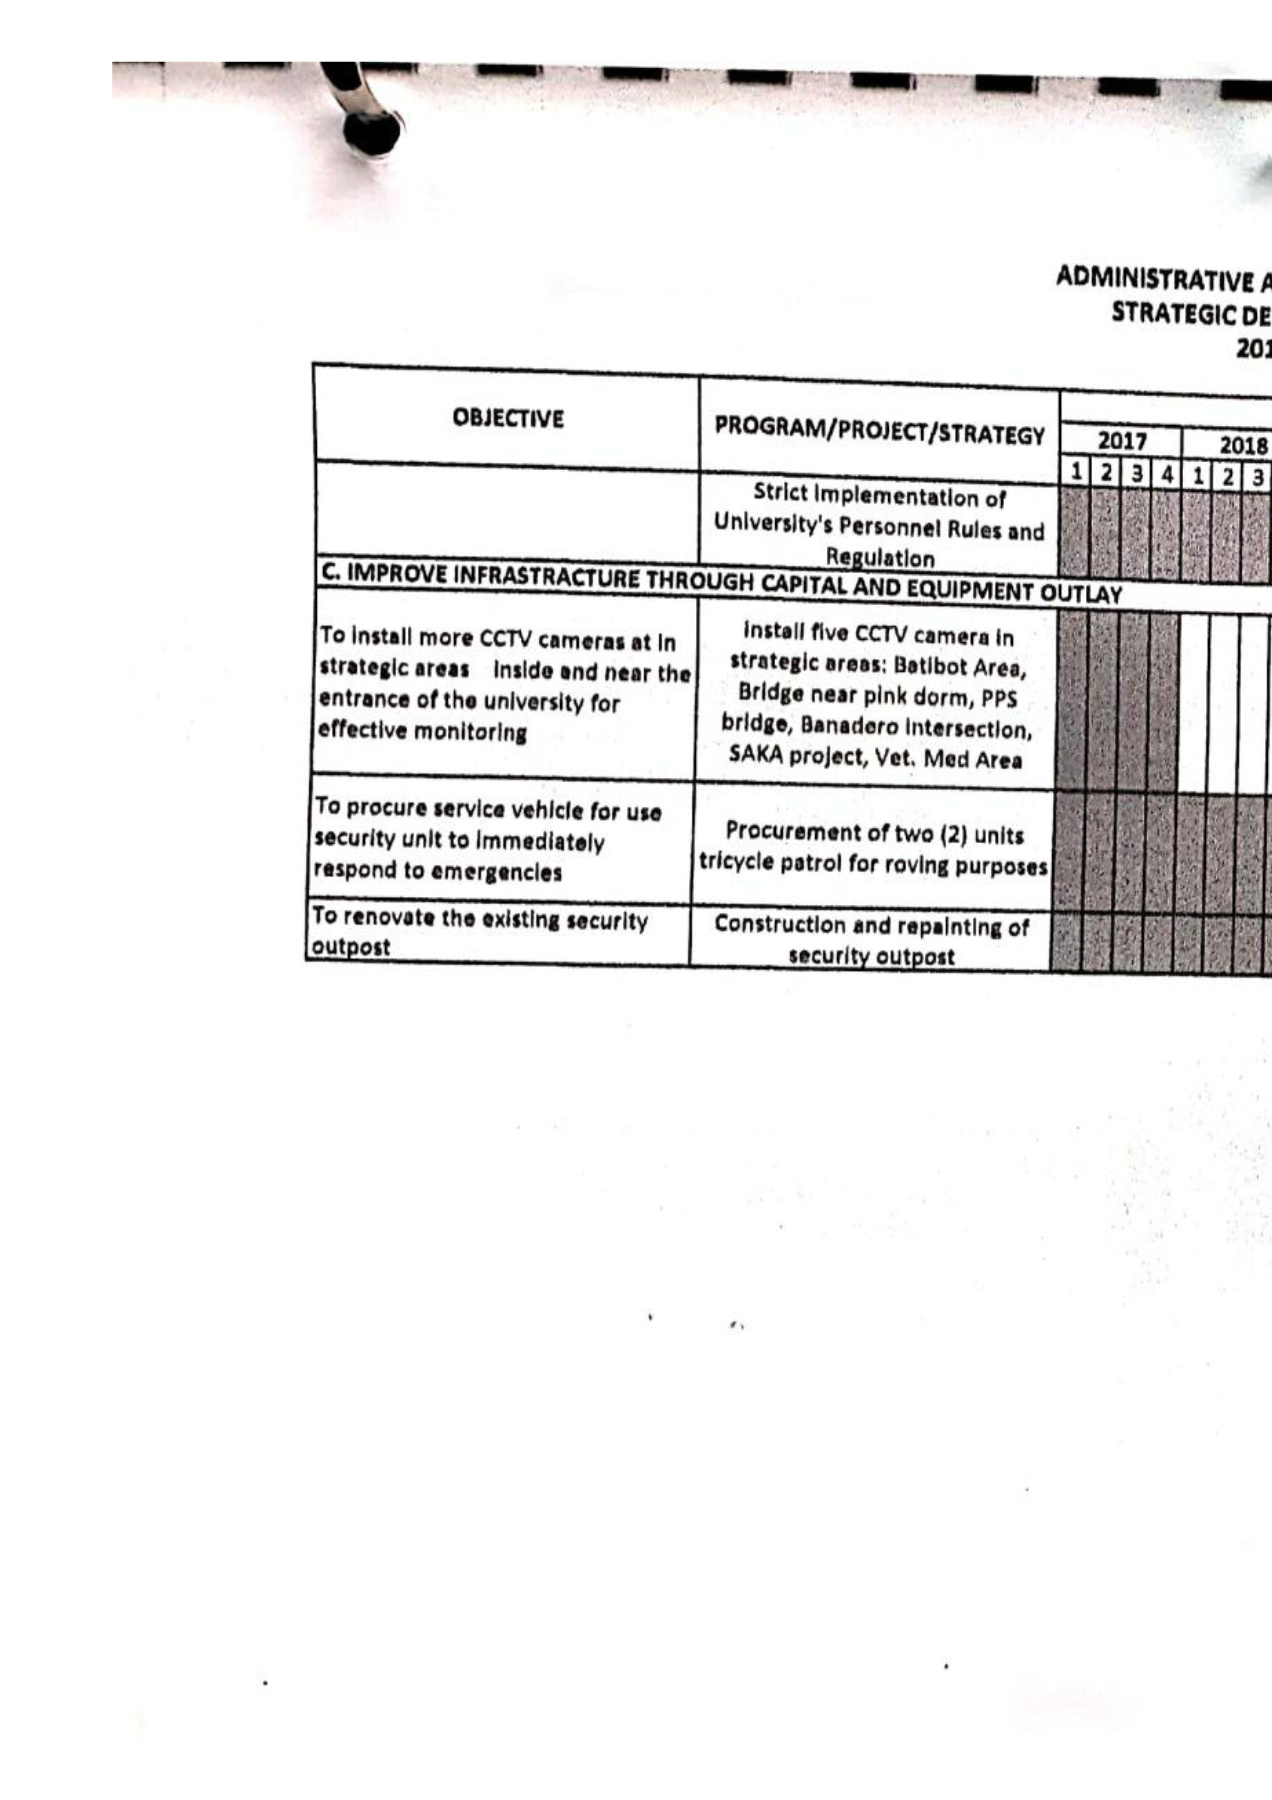 ADMINISTRATIVE A
STRATEGIC DE
201
OBJECTIVE
PROGRAM/PROJECT/STRATEGY
2017 2018
1 2 3 4 1 2 3
Strict Implementation of
University's Personnel Rules and
Regulation
C. IMPROVE INFRASTRACTURE THROUGH CAPITAL AND EQUIPMENT OUTLAY
To install more CCTV cameras at in
strategic areas inside and near the
entrance of the university for
effective monitoring
Install five CCTV camera in
strategic areas: Batibot Area,
Bridge near pink dorm, PPS
bridge, Banadero Intersection,
SAKA project, Vet. Med Area
To procure service vehicle for use
security unit to immediately
respond to emergencies
Procurement of two (2) units
tricycle patrol for roving purposes
To renovate the existing security
outpost
Construction and repainting of
security outpost